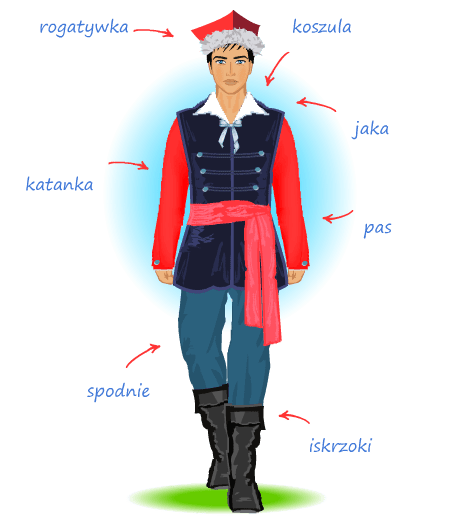 rogatywka
koszula
jaka
katanka
pas
spodnie
iskrzoki